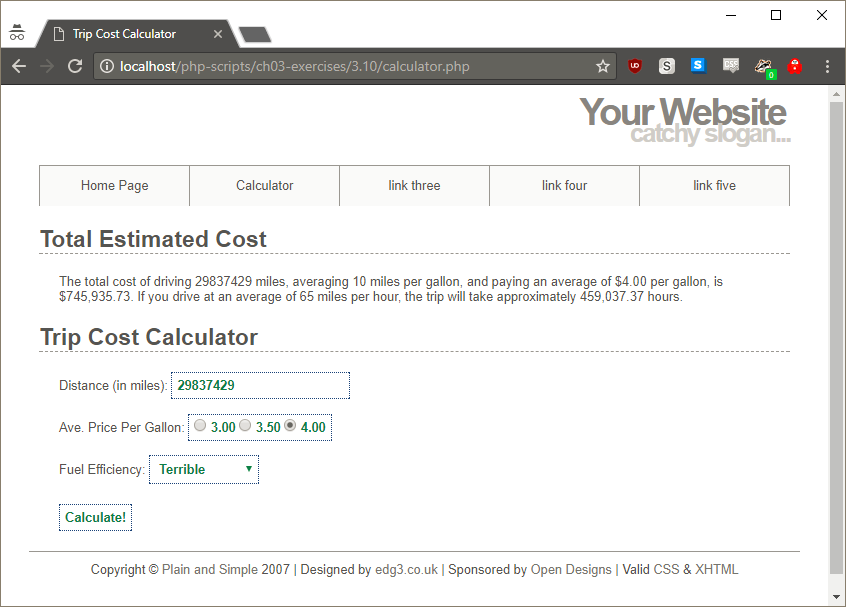 Trip Cost Calculator
localhost/php-scripts/ch03-exercises/3.10/calculator.php
UD
S
S
CSS
0
Your Website
catchy slogan...
Home Page
Calculator
link three
link four
link five
Total Estimated Cost
The total cost of driving 29837429 miles, averaging 10 miles per gallon, and paying an average of $4.00 per gallon, is
$745,935.73. If you drive at an average of 65 miles per hour, the trip will take approximately 459,037.37 hours.
Trip Cost Calculator
Distance (in miles): 29837429
Ave. Price Per Gallon: 3.00 3.50 4.00
Fuel Efficiency: Terrible
Calculate!
Copyright © Plain and Simple 2007 | Designed by edg3.co.uk | Sponsored by Open Designs | Valid CSS & XHTML